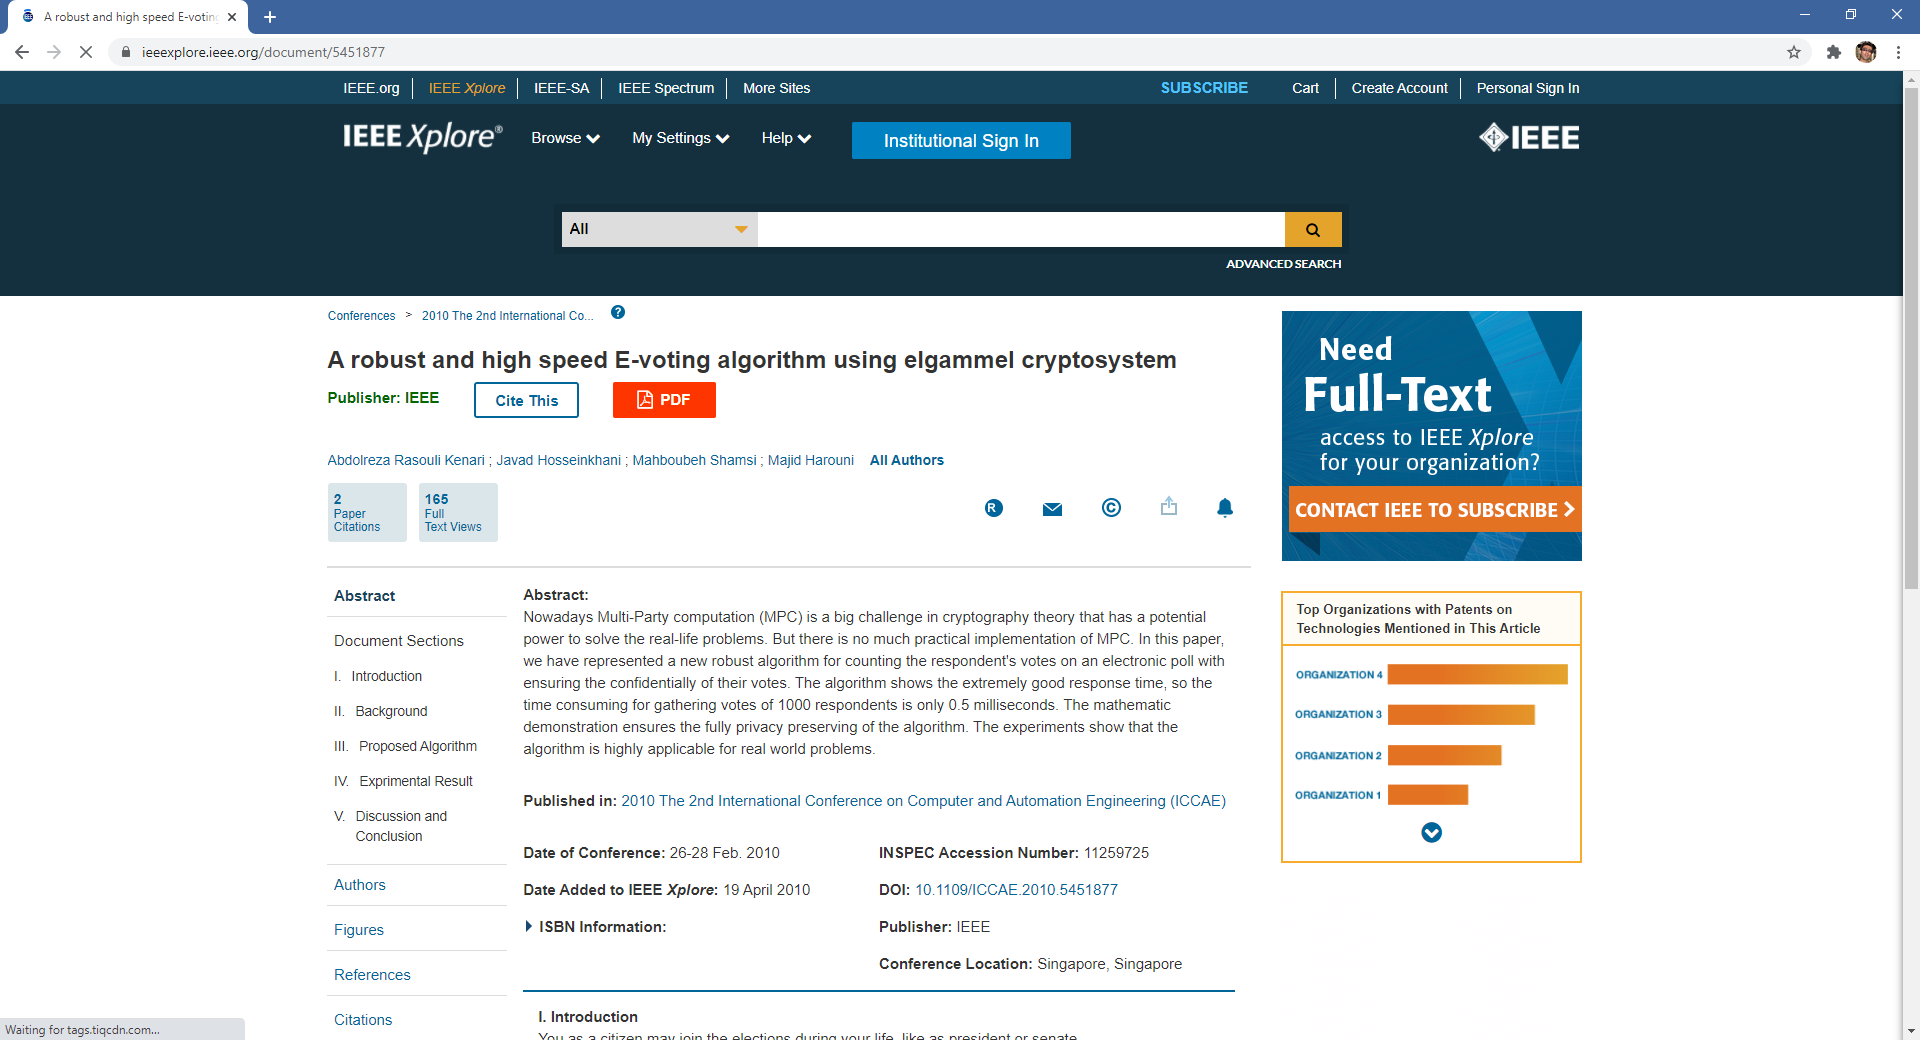 A robust and high speed E-voting
ieeexplore.ieee.org/document/5451877
IEEE.org
IEEE Xplore
IEEE-SA
IEEE Spectrum
More Sites
SUBSCRIBE
Cart
Create Account
Personal Sign In
IEEE Xplore®
Browse
My Settings
Help
Institutional Sign In
IEEE
All
ADVANCED SEARCH
Conferences > 2010 The 2nd International Co... ?
A robust and high speed E-voting algorithm using elgammel cryptosystem
Publisher: IEEE
Cite This
PDF
Abdolreza Rasouli Kenari ; Javad Hosseinkhani ; Mahboubeh Shamsi ; Majid Harouni All Authors
2
Paper
Citations
165
Full
Text Views
R
©
Need
Full-Text
access to IEEE Xplore
for your organization?
CONTACT IEEE TO SUBSCRIBE >
Abstract
Document Sections
I. Introduction
II. Background
III. Proposed Algorithm
IV. Exprimental Result
V. Discussion and
Conclusion
Authors
Figures
References
Citations
Abstract:
Nowadays Multi-Party computation (MPC) is a big challenge in cryptography theory that has a potential
power to solve the real-life problems. But there is no much practical implementation of MPC. In this paper,
we have represented a new robust algorithm for counting the respondent's votes on an electronic poll with
ensuring the confidentially of their votes. The algorithm shows the extremely good response time, so the
time consuming for gathering votes of 1000 respondents is only 0.5 milliseconds. The mathematic
demonstration ensures the fully privacy preserving of the algorithm. The experiments show that the
algorithm is highly applicable for real world problems.
Published in: 2010 The 2nd International Conference on Computer and Automation Engineering (ICCAE)
Date of Conference: 26-28 Feb. 2010
INSPEC Accession Number: 11259725
Date Added to IEEE Xplore: 19 April 2010
DOI: 10.1109/ICCAE.2010.5451877
ISBN Information:
Publisher: IEEE
Conference Location: Singapore, Singapore
I. Introduction
You as a citizen may join the elections during your life, like as president or senate
Top Organizations with Patents on
Technologies Mentioned in This Article
ORGANIZATION 4
ORGANIZATION 3
ORGANIZATION 2
ORGANIZATION 1
Waiting for tags.tiqcdn.com...